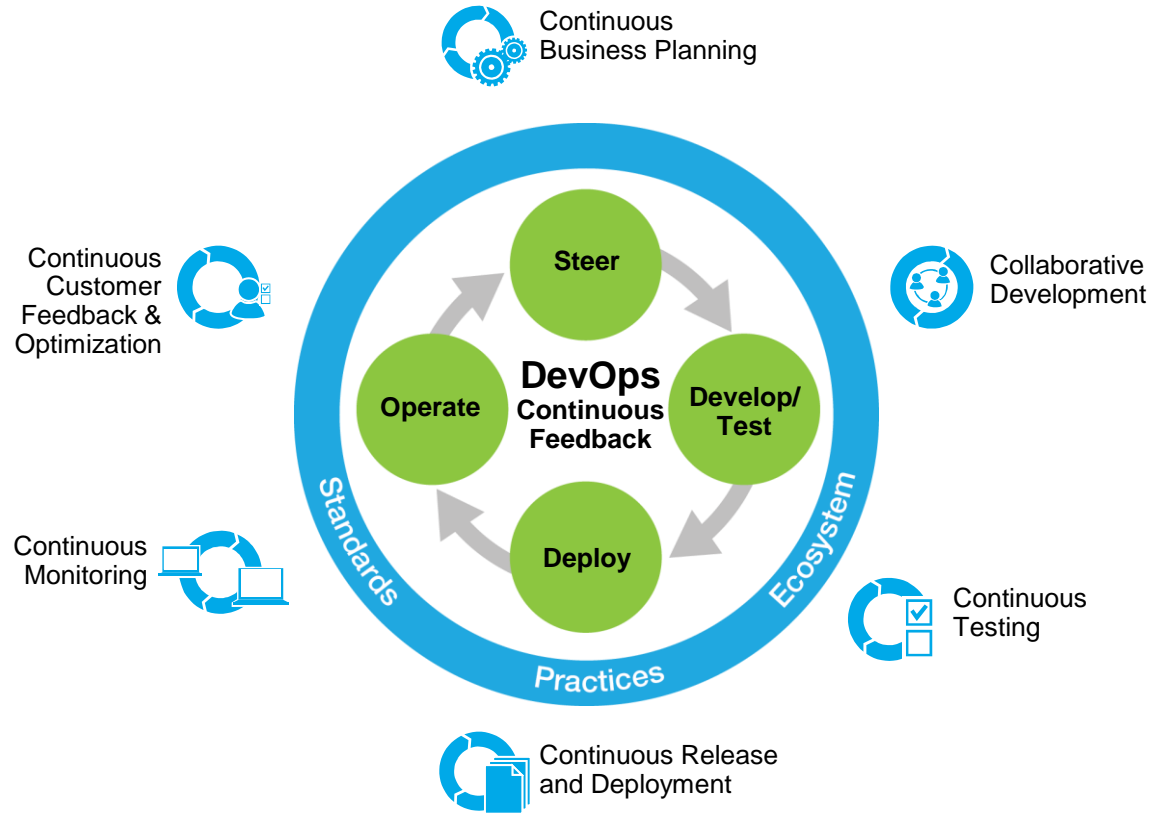 Continuous
Business Planning
Continuous
Customer
Feedback &
Optimization
Steer
Collaborative
Development
Operate
DevOps
Continuous
Feedback
Develop/
Test
Continuous
Monitoring
Deploy
Continuous
Testing
Standards
Practices
Ecosystem
Continuous Release
and Deployment